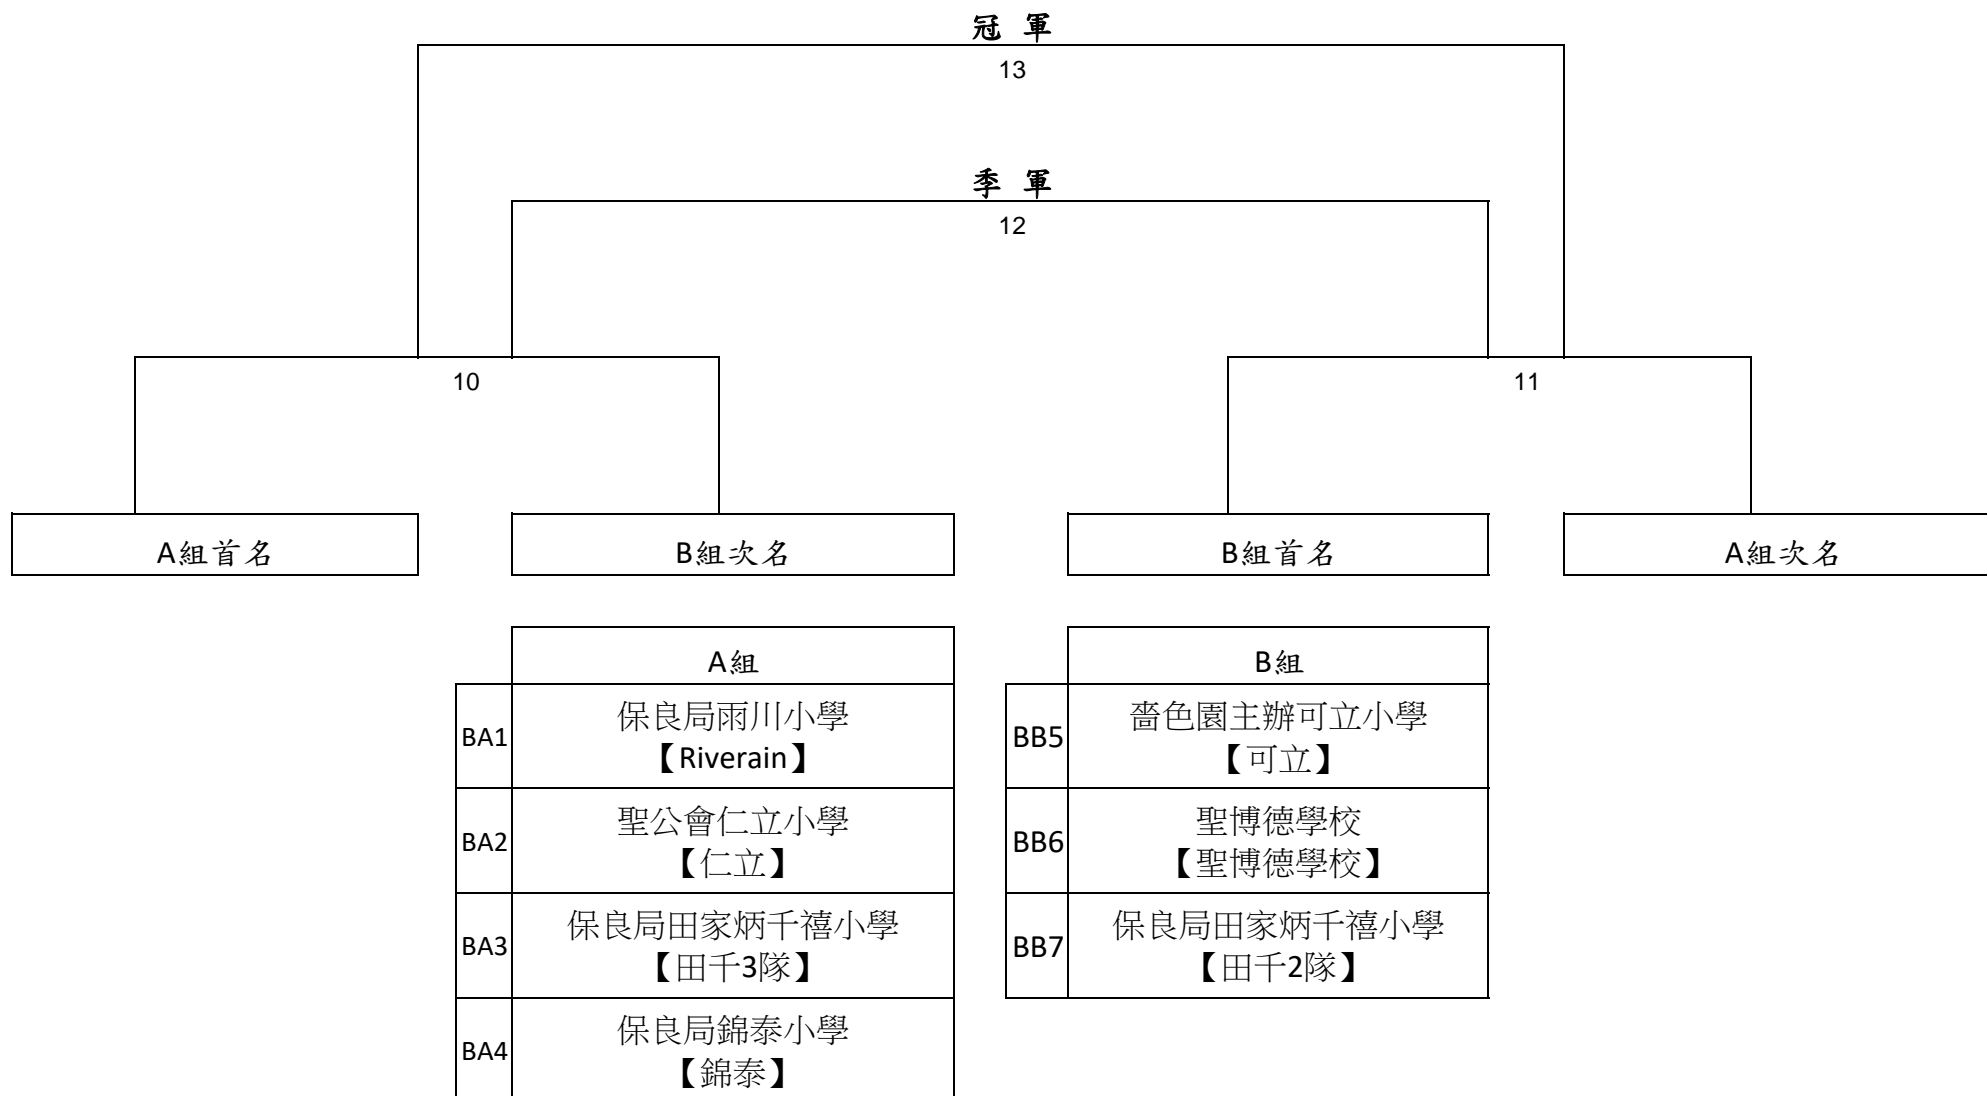 冠 軍
13
季 軍
12
10
11
A組首名
B組次名
B組首名
A組次名
A組
B組
BA1
保良局雨川小學
【Riverain】
BB5
嗇色園主辦可立小學
【可立】
BA2
聖公會仁立小學
【仁立】
BB6
聖博德學校
【聖博德學校】
BA3
保良局田家炳千禧小學
【田千3隊】
BB7
保良局田家炳千禧小學
【田千2隊】
BA4
保良局錦泰小學
【錦泰】